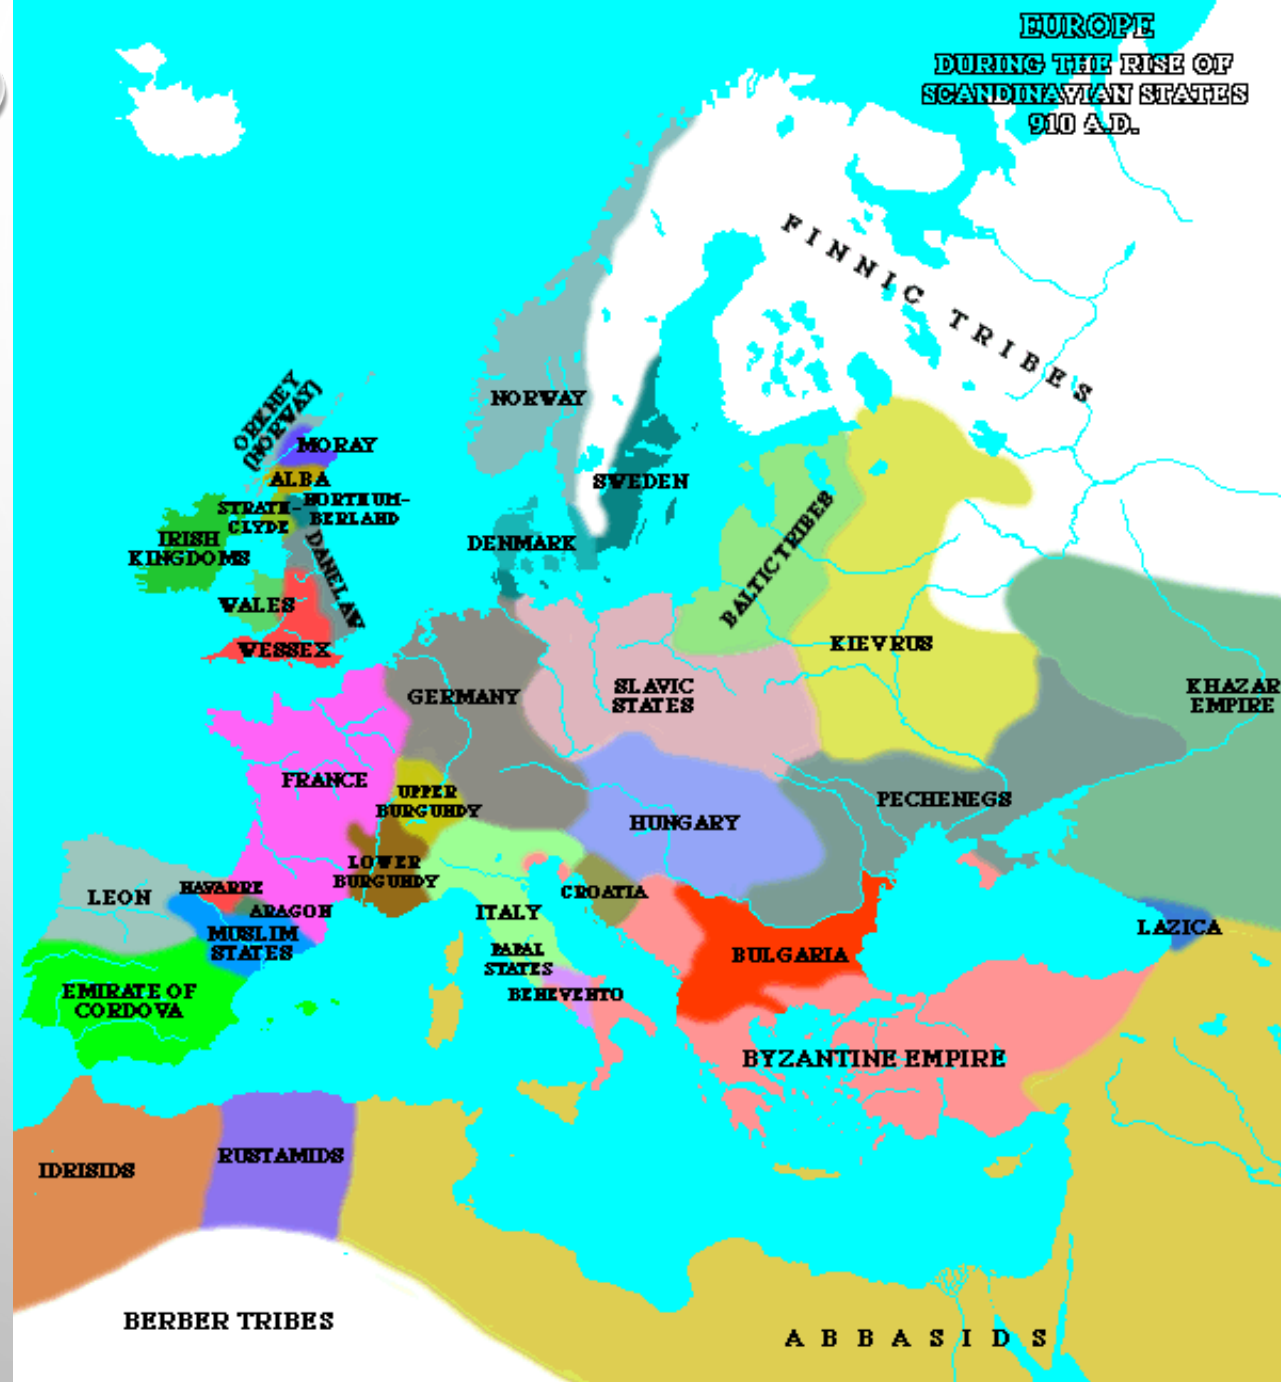 EUROPE
DURING THE RISE OF
SCANDINAVIAN STATES
910 A.D.
FINNIC TRIBES
NORWAY
ORKNEY
(NORWAY)
MORAY
ALBA
STRATH-
CLYDE
NORTHUM-
BERLAND
SWEDEN
IRISH
KINGDOMS
DANELAW
DENMARK
BALTIC TRIBES
WALES
WESSEX
KIEV RUS
GERMANY
SLAVIC
STATES
KHAZAR
EMPIRE
FRANCE
UPPER
BURGUNDY
HUNGARY
PECHENEGS
LOWER
BURGUNDY
LEON
NAVARRE
ARAGON
CROATIA
ITALY
LAZICA
MUSLIM
STATES
PAPAL
STATES
BULGARIA
BENEVENTO
EMIRATE OF
CORDOVA
BYZANTINE EMPIRE
IDRISIDS
RUSTAMIDS
BERBER TRIBES
ABBASIDS